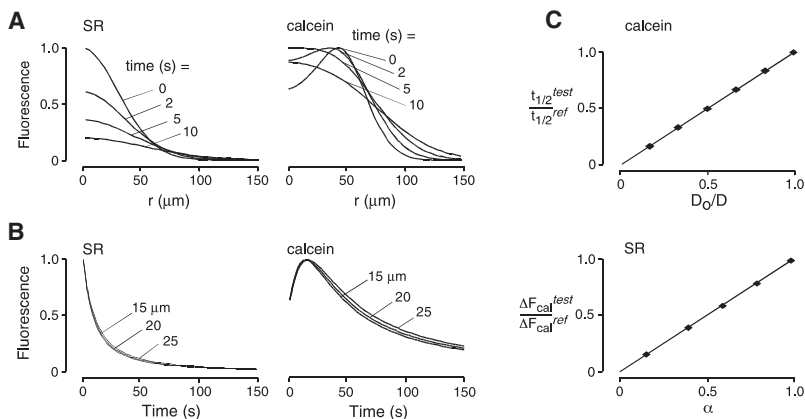 A
SR
Fluorescence
1.0
0.5
0
time (s) =
0
2
5
10
0 50 100 150
r (μm)
calcein
time (s) =
0
2
5
10
0 50 100 150
r (μm)
B
SR
Fluorescence
1.0
0.5
0
15 μm
20
25
0 50 100 150
Time (s)
calcein
15 μm
20
25
0 50 100 150
Time (s)
C
calcein
t1/2test
t1/2ref
1.0
0.5
0
0 0.5 1.0
DO/D
SR
ΔFcaltest
ΔFcalref
1.0
0.5
0
0 0.5 1.0
α